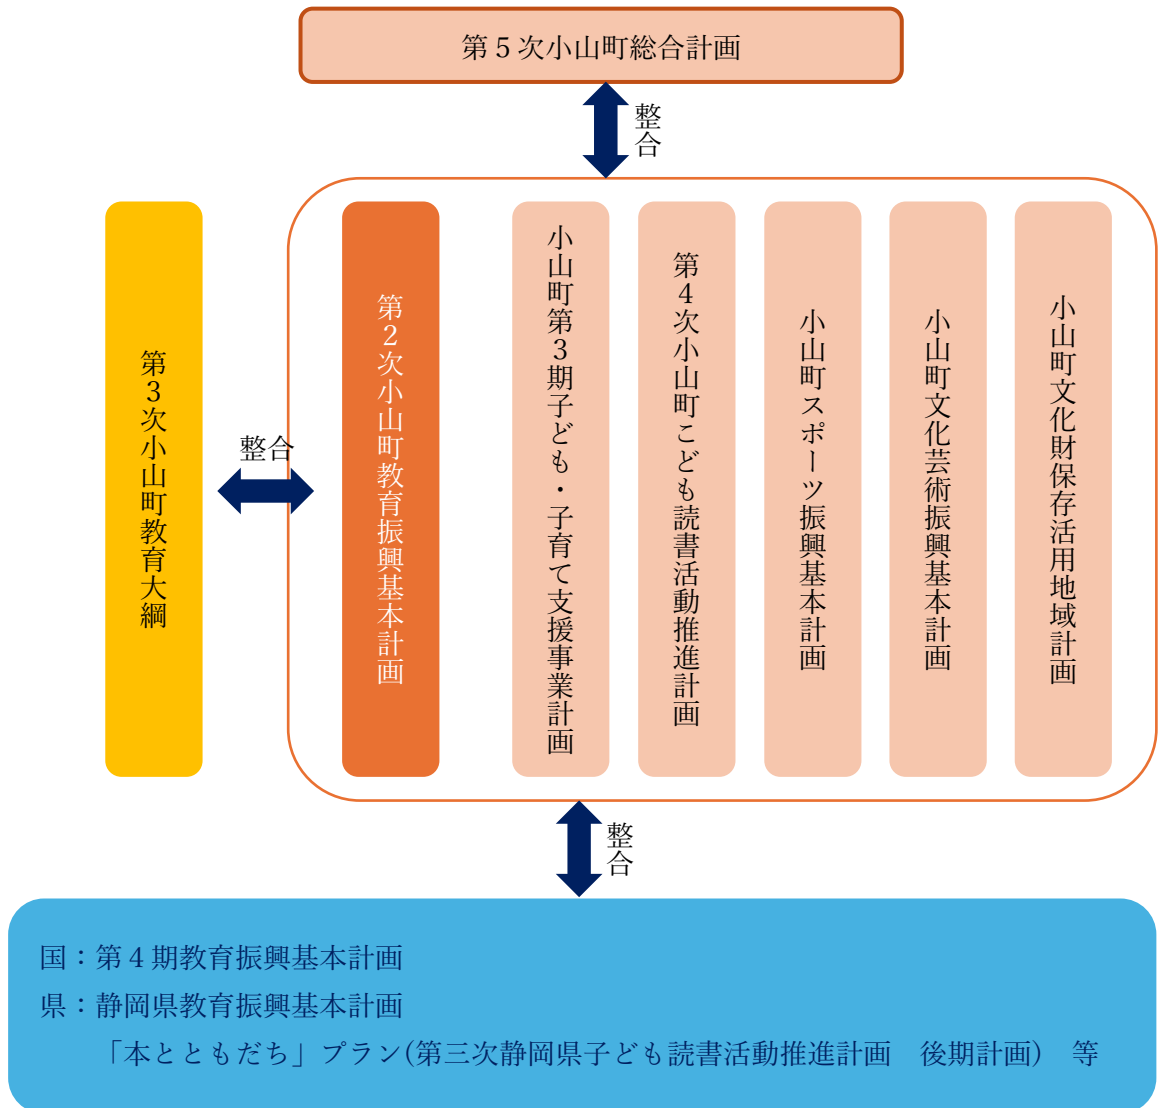 第5次小山町総合計画
整合
第3次小山町教育大綱
整合
第2次小山町教育振興基本計画
小山町第3期子ども・子育て支援事業計画
第4次小山町こども読書活動推進計画
小山町スポーツ振興基本計画
小山町文化芸術振興基本計画
小山町文化財保存活用地域計画
整合
国：第4期教育振興基本計画
県：静岡県教育振興基本計画
「本とともだち」プラン(第三次静岡県子ども読書活動推進計画　後期計画)　等